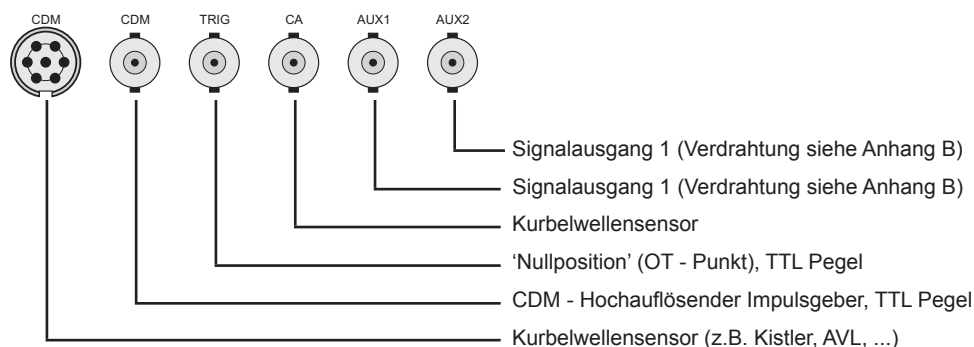 CDM CDM TRIG CA AUX1 AUX2
Signalausgang 1 (Verdrahtung siehe Anhang B)
Signalausgang 1 (Verdrahtung siehe Anhang B)
Kurbelwellensensor
‘Nullposition’ (OT - Punkt), TTL Pegel
CDM - Hochauflösender Impulsgeber, TTL Pegel
Kurbelwellensensor (z.B. Kistler, AVL, ...)